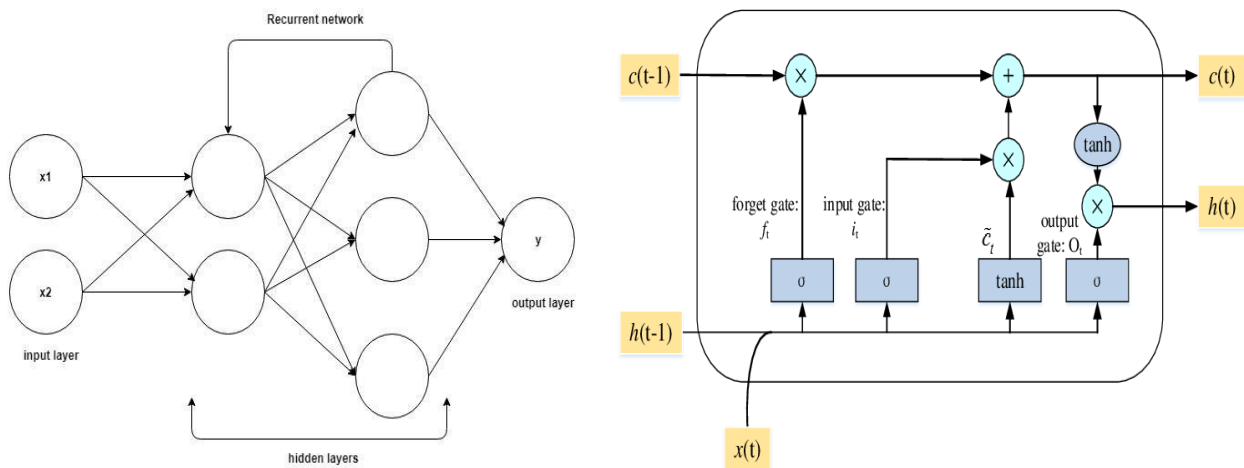 Recurrent network
x1
x2
y
input layer
output layer
hidden layers
c(t-1)
×
+
c(t)
tanh
×
×
h(t)
forget gate:
fₜ
input gate:
iₜ
c̃ₜ
output
gate: Oₜ
σ
σ
tanh
σ
h(t-1)
x(t)